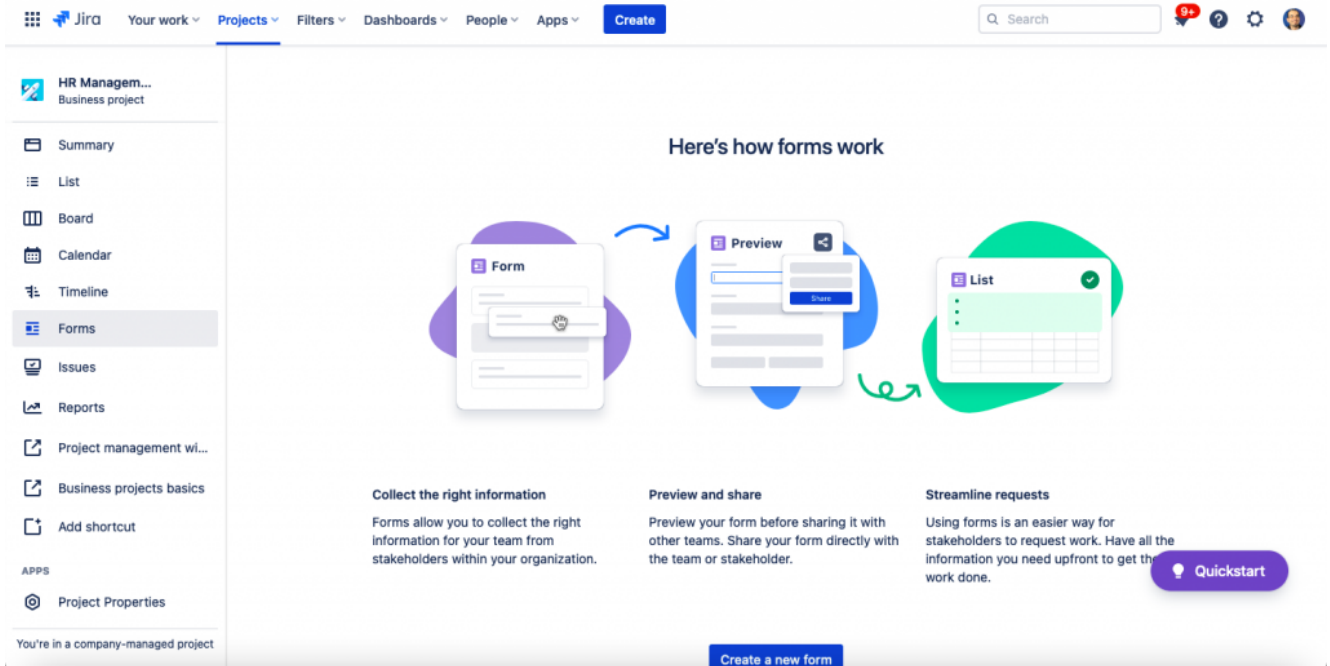 Jira Your work Projects Filters Dashboards People Apps Create Search 9+
HR Managem...
Business project
Summary
List
Board
Calendar
Timeline
Forms
Issues
Reports
Project management wi...
Business projects basics
Add shortcut
APPS
Project Properties
You're in a company-managed project
Here's how forms work
Form
Preview
Share
List
Collect the right information
Forms allow you to collect the right
information for your team from
stakeholders within your organization.
Preview and share
Preview your form before sharing it with
other teams. Share your form directly with
the team or stakeholder.
Streamline requests
Using forms is an easier way for
stakeholders to request work. Have all the
information you need upfront to get the
work done.
Quickstart
Create a new form